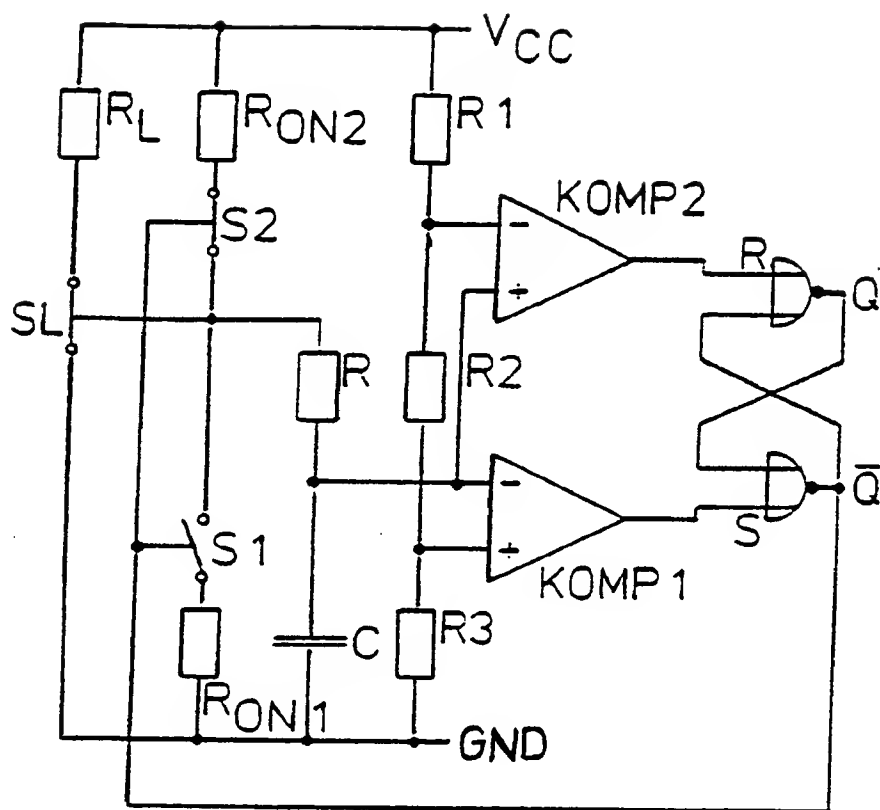 VCC
RL
RON2
R1
KOMP2
S2
R
Q
SL
R
R2
Q̅
S1
S
KOMP1
C
R3
RON1
GND